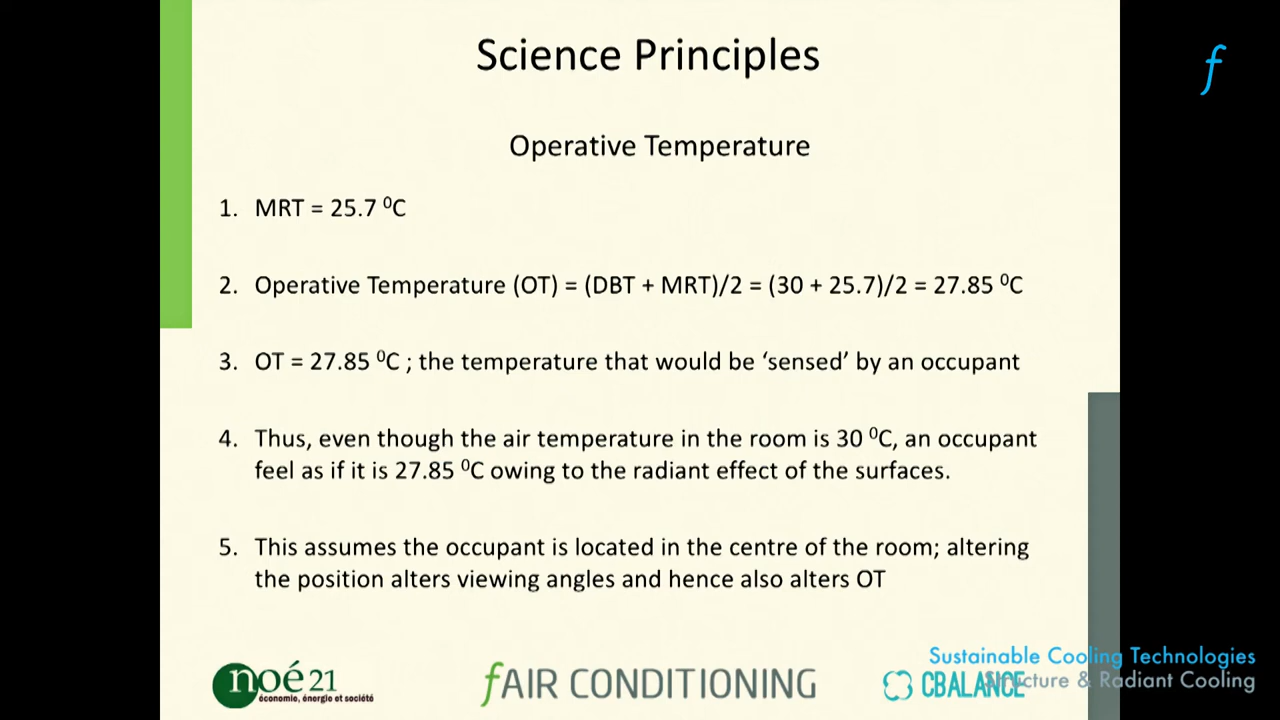 Science Principles
f
Operative Temperature
1. MRT = 25.7 ⁰C
2. Operative Temperature (OT) = (DBT + MRT)/2 = (30 + 25.7)/2 = 27.85 ⁰C
3. OT = 27.85 ⁰C ; the temperature that would be ‘sensed’ by an occupant
4. Thus, even though the air temperature in the room is 30 ⁰C, an occupant
feel as if it is 27.85 ⁰C owing to the radiant effect of the surfaces.
5. This assumes the occupant is located in the centre of the room; altering
the position alters viewing angles and hence also alters OT
noé21
économie, énergie et société
fAIR CONDITIONING
CBALANCE
Sustainable Cooling Technologies
Structure & Radiant Cooling